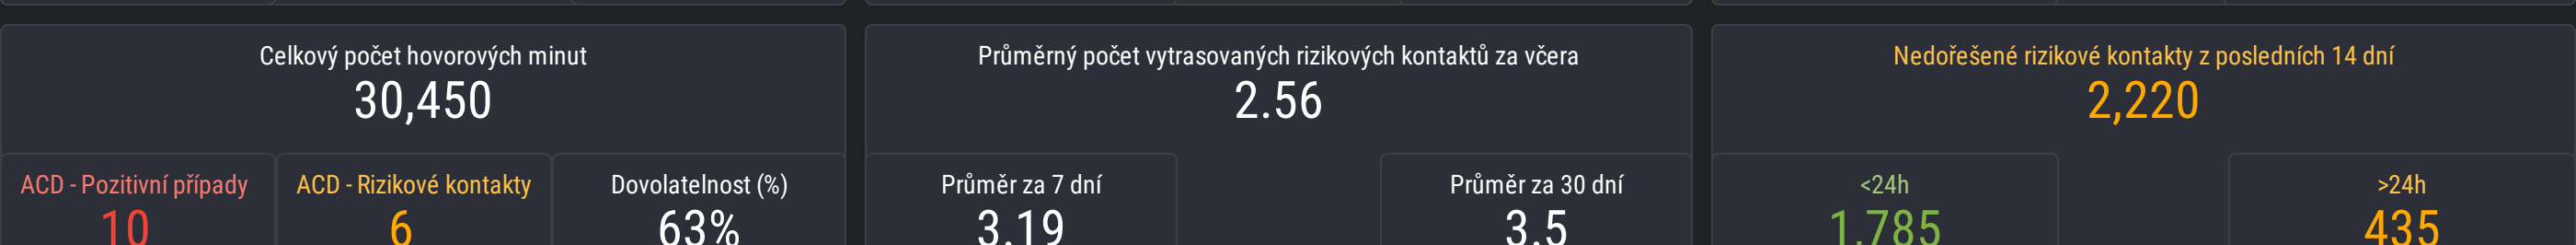 Celkový počet hovorových minut
30,450
ACD - Pozitivní případy
10
ACD - Rizikové kontakty
6
Dovolatelnost (%)
63%
Průměrný počet vytrasovaných rizikových kontaktů za včera
2.56
Průměr za 7 dní
3.19
Průměr za 30 dní
3.5
Nedořešené rizikové kontakty z posledních 14 dní
2,220
<24h
1,785
>24h
435